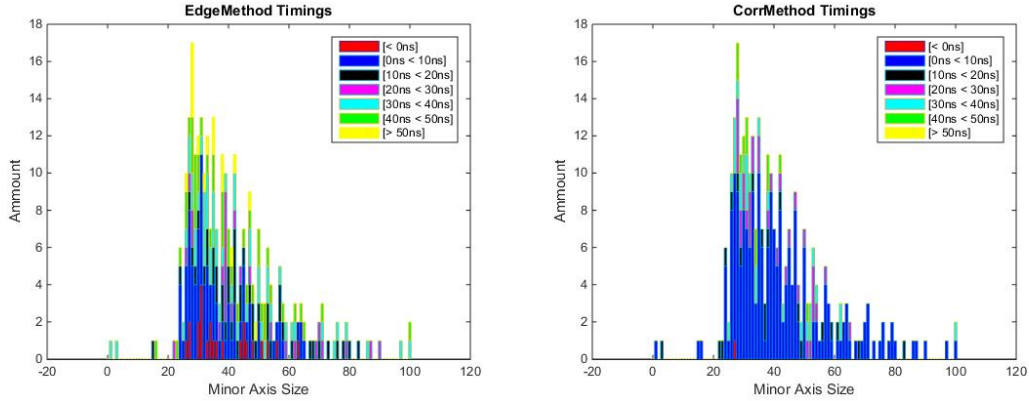 EdgeMethod Timings
18
16
14
12
10
8
6
4
2
0
Ammount
-20
0
20
40
60
80
100
120
Minor Axis Size
[< 0ns]
[0ns < 10ns]
[10ns < 20ns]
[20ns < 30ns]
[30ns < 40ns]
[40ns < 50ns]
[> 50ns]
CorrMethod Timings
18
16
14
12
10
8
6
4
2
0
Ammount
-20
0
20
40
60
80
100
120
Minor Axis Size
[< 0ns]
[0ns < 10ns]
[10ns < 20ns]
[20ns < 30ns]
[30ns < 40ns]
[40ns < 50ns]
[> 50ns]